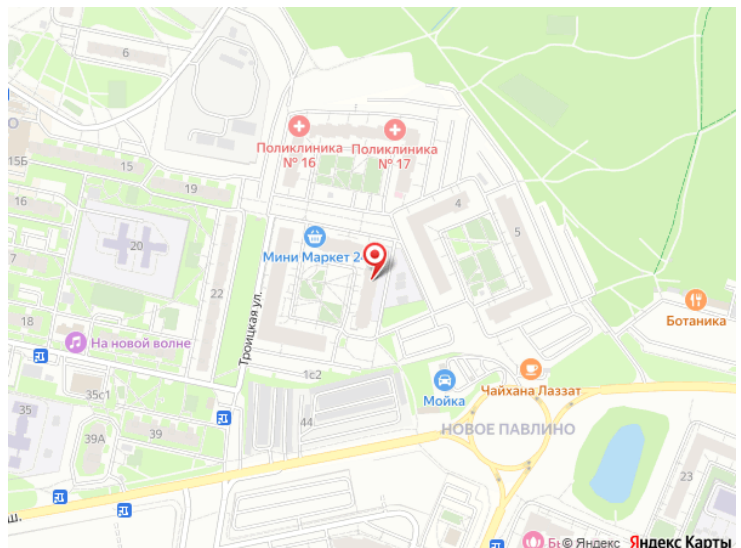 6
О
15Б
15
16
19
20
7
22
18
Поликлиника
№ 16
Поликлиника
№ 17
Мини Маркет 24
4
5
Троицкая ул.
На новой волне
1с2
35с1
35
39А
39
44
Мойка
Чайхана Лаззат
Ботаника
НОВОЕ ПАВЛИНО
23
ш.
© Яндекс
Яндекс Карты